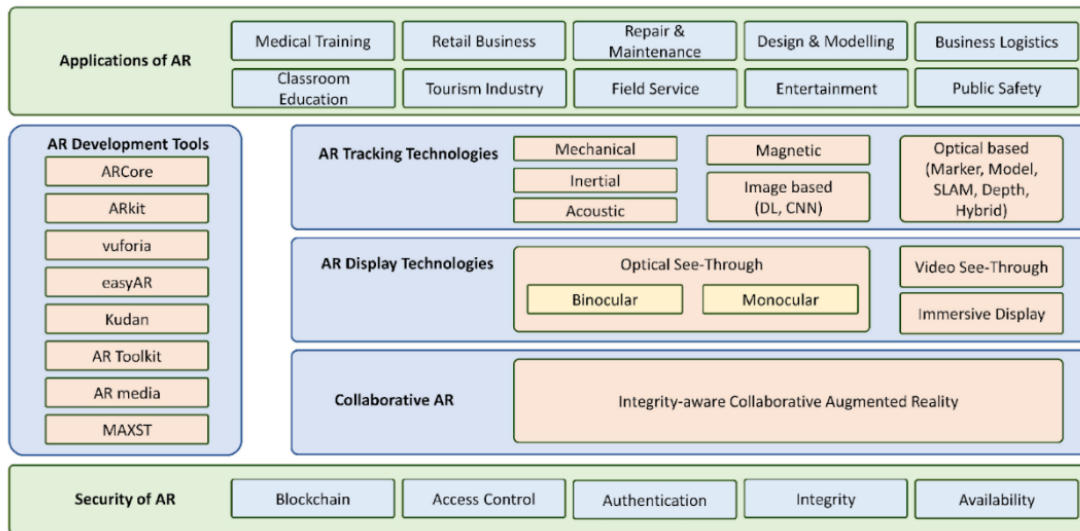 Applications of AR
Medical Training
Retail Business
Repair &
Maintenance
Design & Modelling
Business Logistics
Classroom
Education
Tourism Industry
Field Service
Entertainment
Public Safety
AR Development Tools
ARCore
ARkit
vuforia
easyAR
Kudan
AR Toolkit
AR media
MAXST
AR Tracking Technologies
Mechanical
Inertial
Acoustic
Magnetic
Image based
(DL, CNN)
Optical based
(Marker, Model,
SLAM, Depth,
Hybrid)
AR Display Technologies
Optical See-Through
Binocular
Monocular
Video See-Through
Immersive Display
Collaborative AR
Integrity-aware Collaborative Augmented Reality
Security of AR
Blockchain
Access Control
Authentication
Integrity
Availability